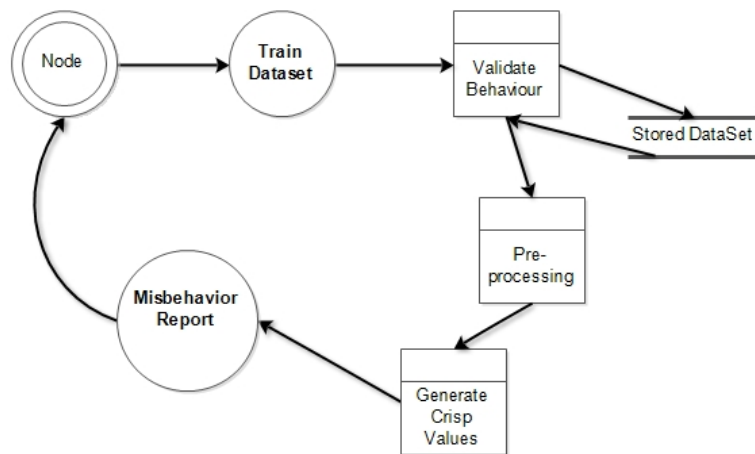 Node
Train
Dataset
Validate
Behaviour
Stored DataSet
Pre-
processing
Misbehavior
Report
Generate
Crisp
Values